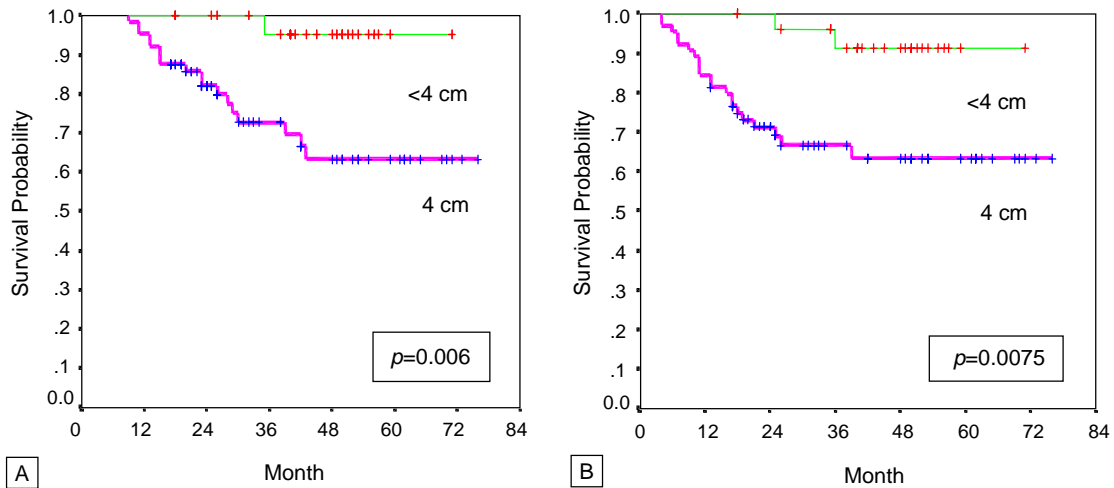 Survival Probability
1.0
.9
.8
.7
.6
.5
.4
.3
.2
.1
0.0
0 12 24 36 48 60 72 84
Month
<4 cm
4 cm
p=0.006
A
Survival Probability
1.0
.9
.8
.7
.6
.5
.4
.3
.2
.1
0.0
0 12 24 36 48 60 72 84
Month
<4 cm
4 cm
p=0.0075
B